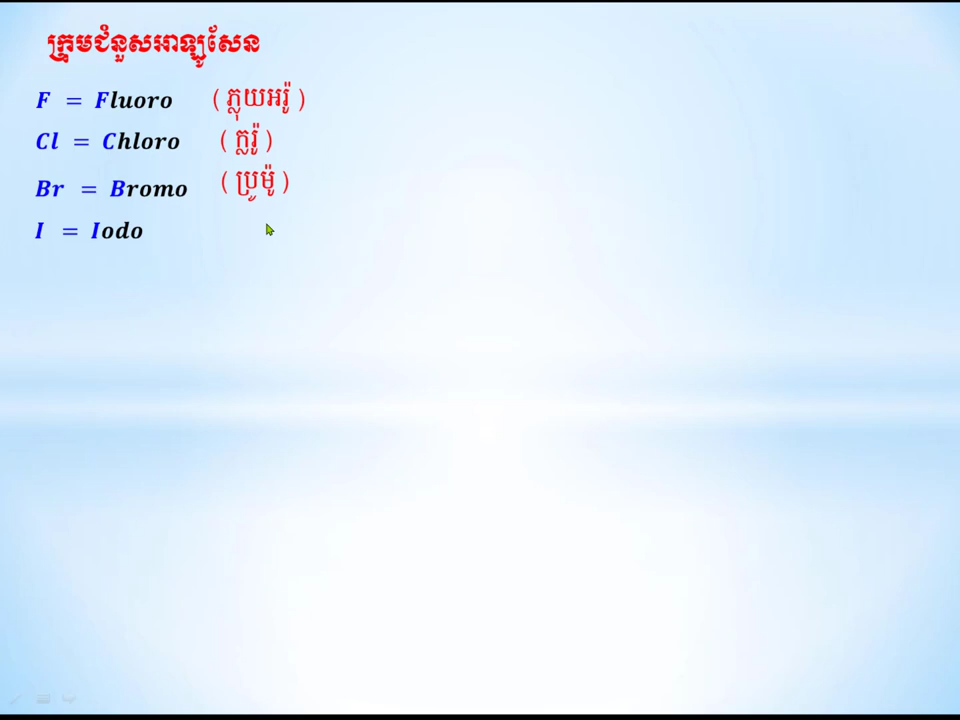 ក្រុមជំនួសអាឡូសែន
F = Fluoro ( ភ្លុយអរ៉ូ )
Cl = Chloro ( ក្លរ៉ូ )
Br = Bromo ( ប្រូម៉ូ )
I = Iodo